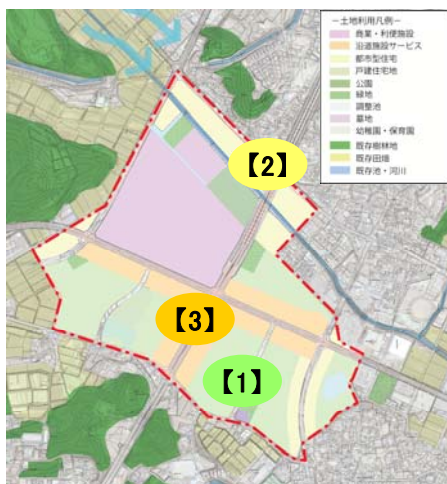 －土地利用凡例－
商業・利便施設
沿道施設サービス
都市型住宅
戸建住宅地
公園
緑地
調整池
墓地
幼稚園・保育園
既存樹林地
既存田畑
既存池・河川
【2】
【3】
【1】